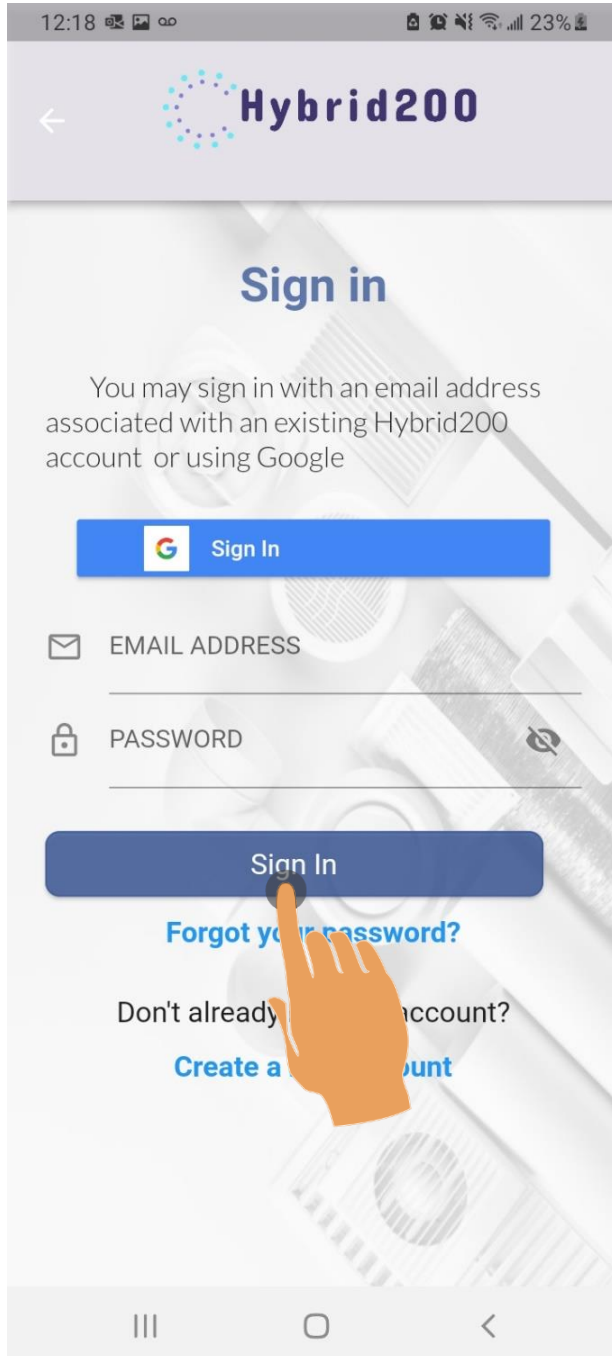 12:18 23%
Hybrid200
Sign in
You may sign in with an email address
associated with an existing Hybrid200
account or using Google
G Sign In
EMAIL ADDRESS
PASSWORD
Sign In
Forgot your password?
Don't already account?
Create a